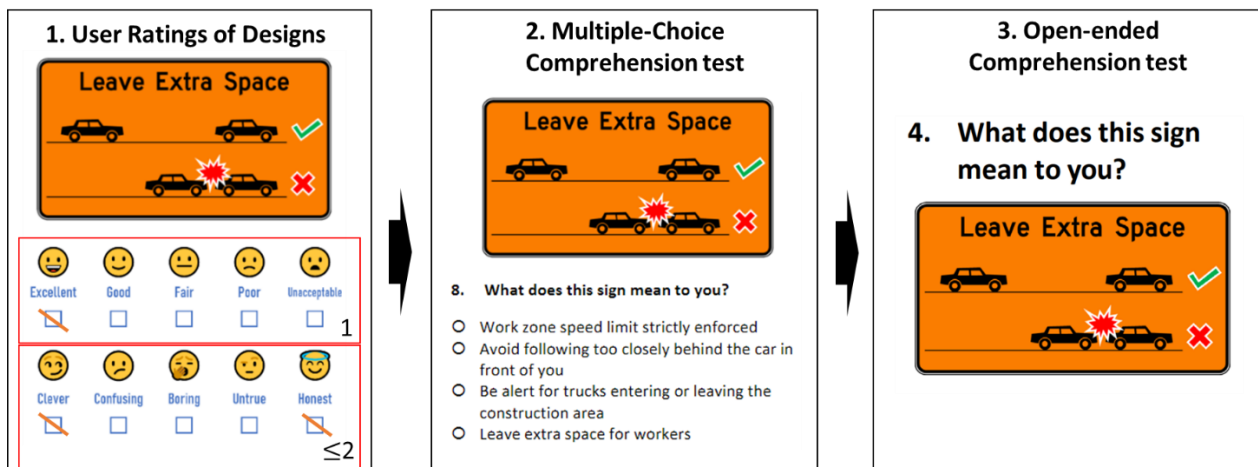 1. User Ratings of Designs
Leave Extra Space
Excellent Good Fair Poor Unacceptable
1
Clever Confusing Boring Untrue Honest
≤2
2. Multiple-Choice
Comprehension test
Leave Extra Space
8. What does this sign mean to you?
Work zone speed limit strictly enforced
Avoid following too closely behind the car in
front of you
Be alert for trucks entering or leaving the
construction area
Leave extra space for workers
3. Open-ended
Comprehension test
4. What does this sign
mean to you?
Leave Extra Space